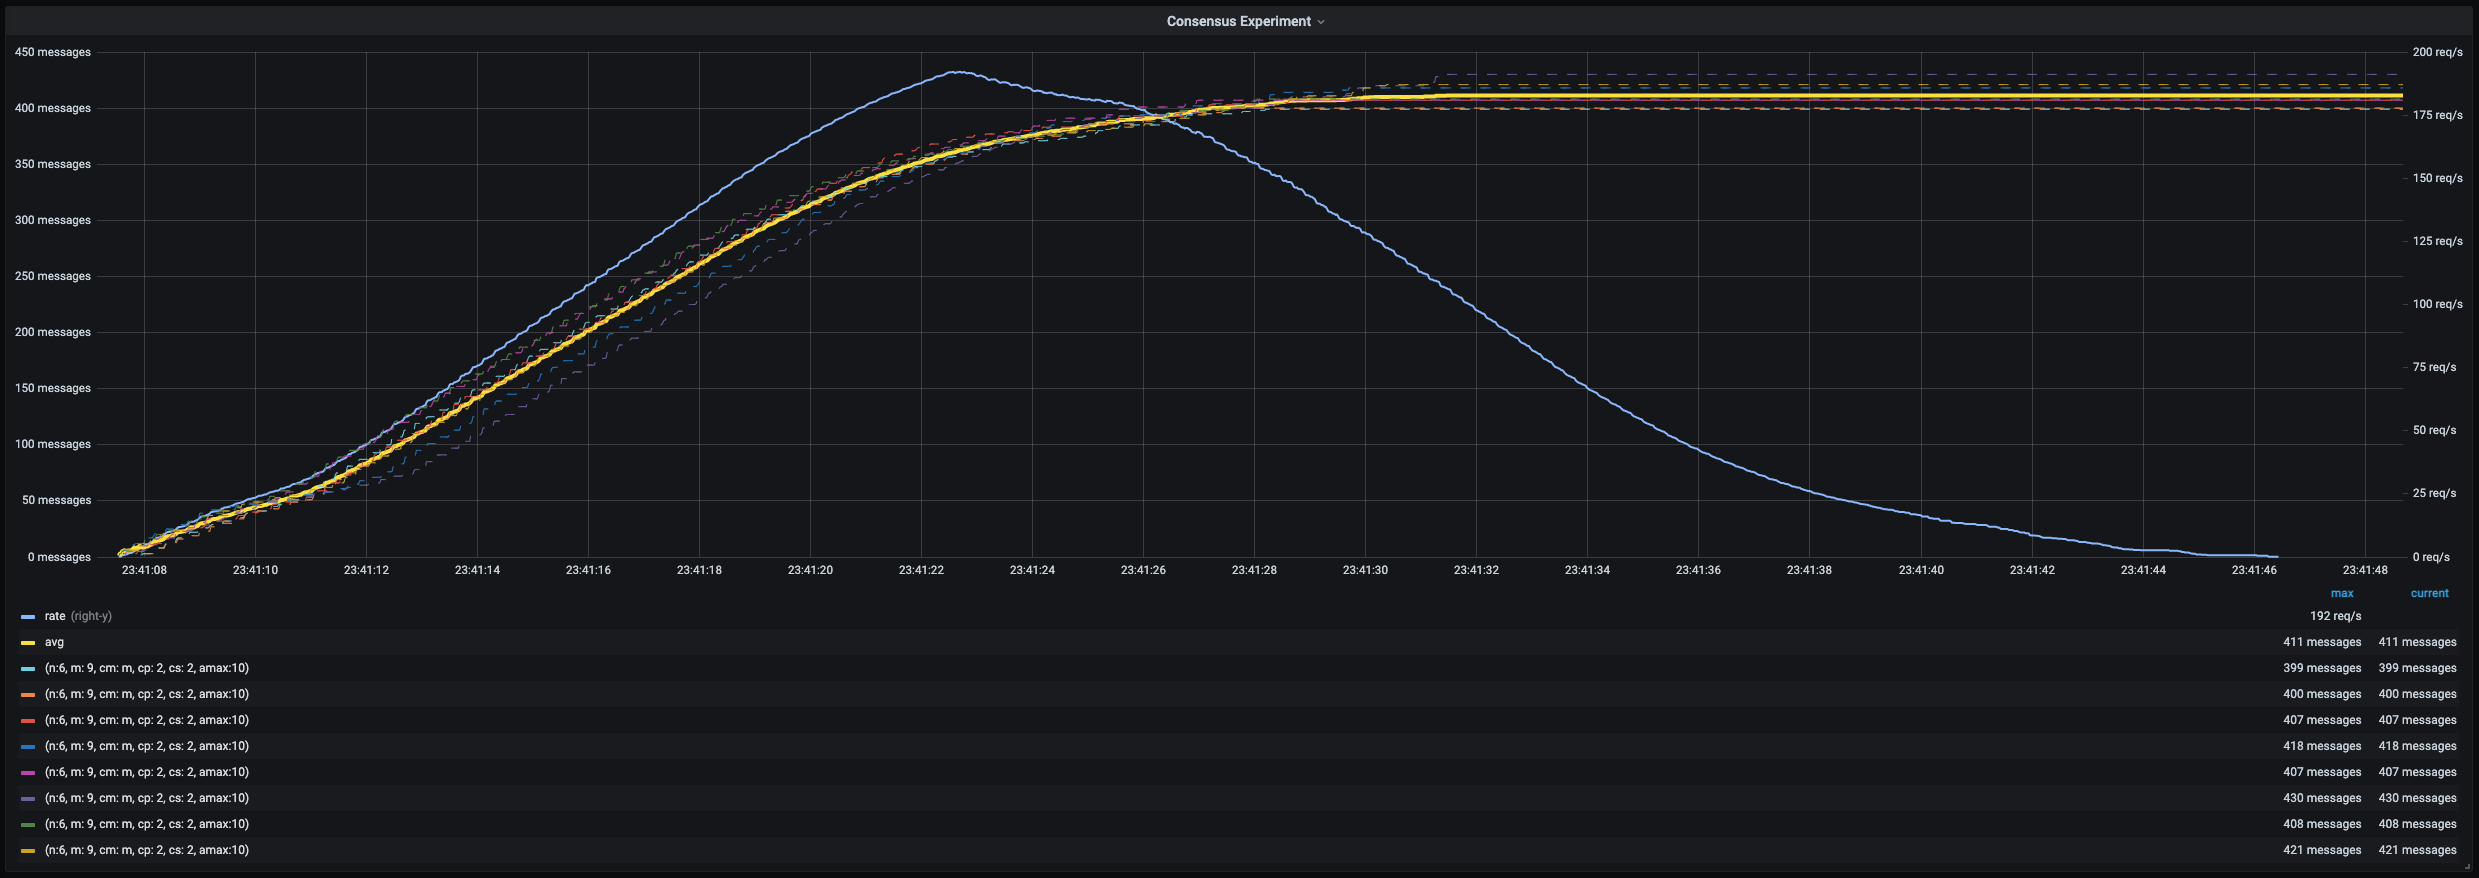 Consensus Experiment
450 messages
400 messages
350 messages
300 messages
250 messages
200 messages
150 messages
100 messages
50 messages
0 messages
200 req/s
175 req/s
150 req/s
125 req/s
100 req/s
75 req/s
50 req/s
25 req/s
0 req/s
23:41:08 23:41:10 23:41:12 23:41:14 23:41:16 23:41:18 23:41:20 23:41:22 23:41:24 23:41:26 23:41:28 23:41:30 23:41:32 23:41:34 23:41:36 23:41:38 23:41:40 23:41:42 23:41:44 23:41:46 23:41:48
max current
rate (right-y) 192 req/s
avg 411 messages 411 messages
(n:6, m: 9, cm: m, cp: 2, cs: 2, amax:10) 399 messages 399 messages
(n:6, m: 9, cm: m, cp: 2, cs: 2, amax:10) 400 messages 400 messages
(n:6, m: 9, cm: m, cp: 2, cs: 2, amax:10) 407 messages 407 messages
(n:6, m: 9, cm: m, cp: 2, cs: 2, amax:10) 418 messages 418 messages
(n:6, m: 9, cm: m, cp: 2, cs: 2, amax:10) 407 messages 407 messages
(n:6, m: 9, cm: m, cp: 2, cs: 2, amax:10) 430 messages 430 messages
(n:6, m: 9, cm: m, cp: 2, cs: 2, amax:10) 408 messages 408 messages
(n:6, m: 9, cm: m, cp: 2, cs: 2, amax:10) 421 messages 421 messages